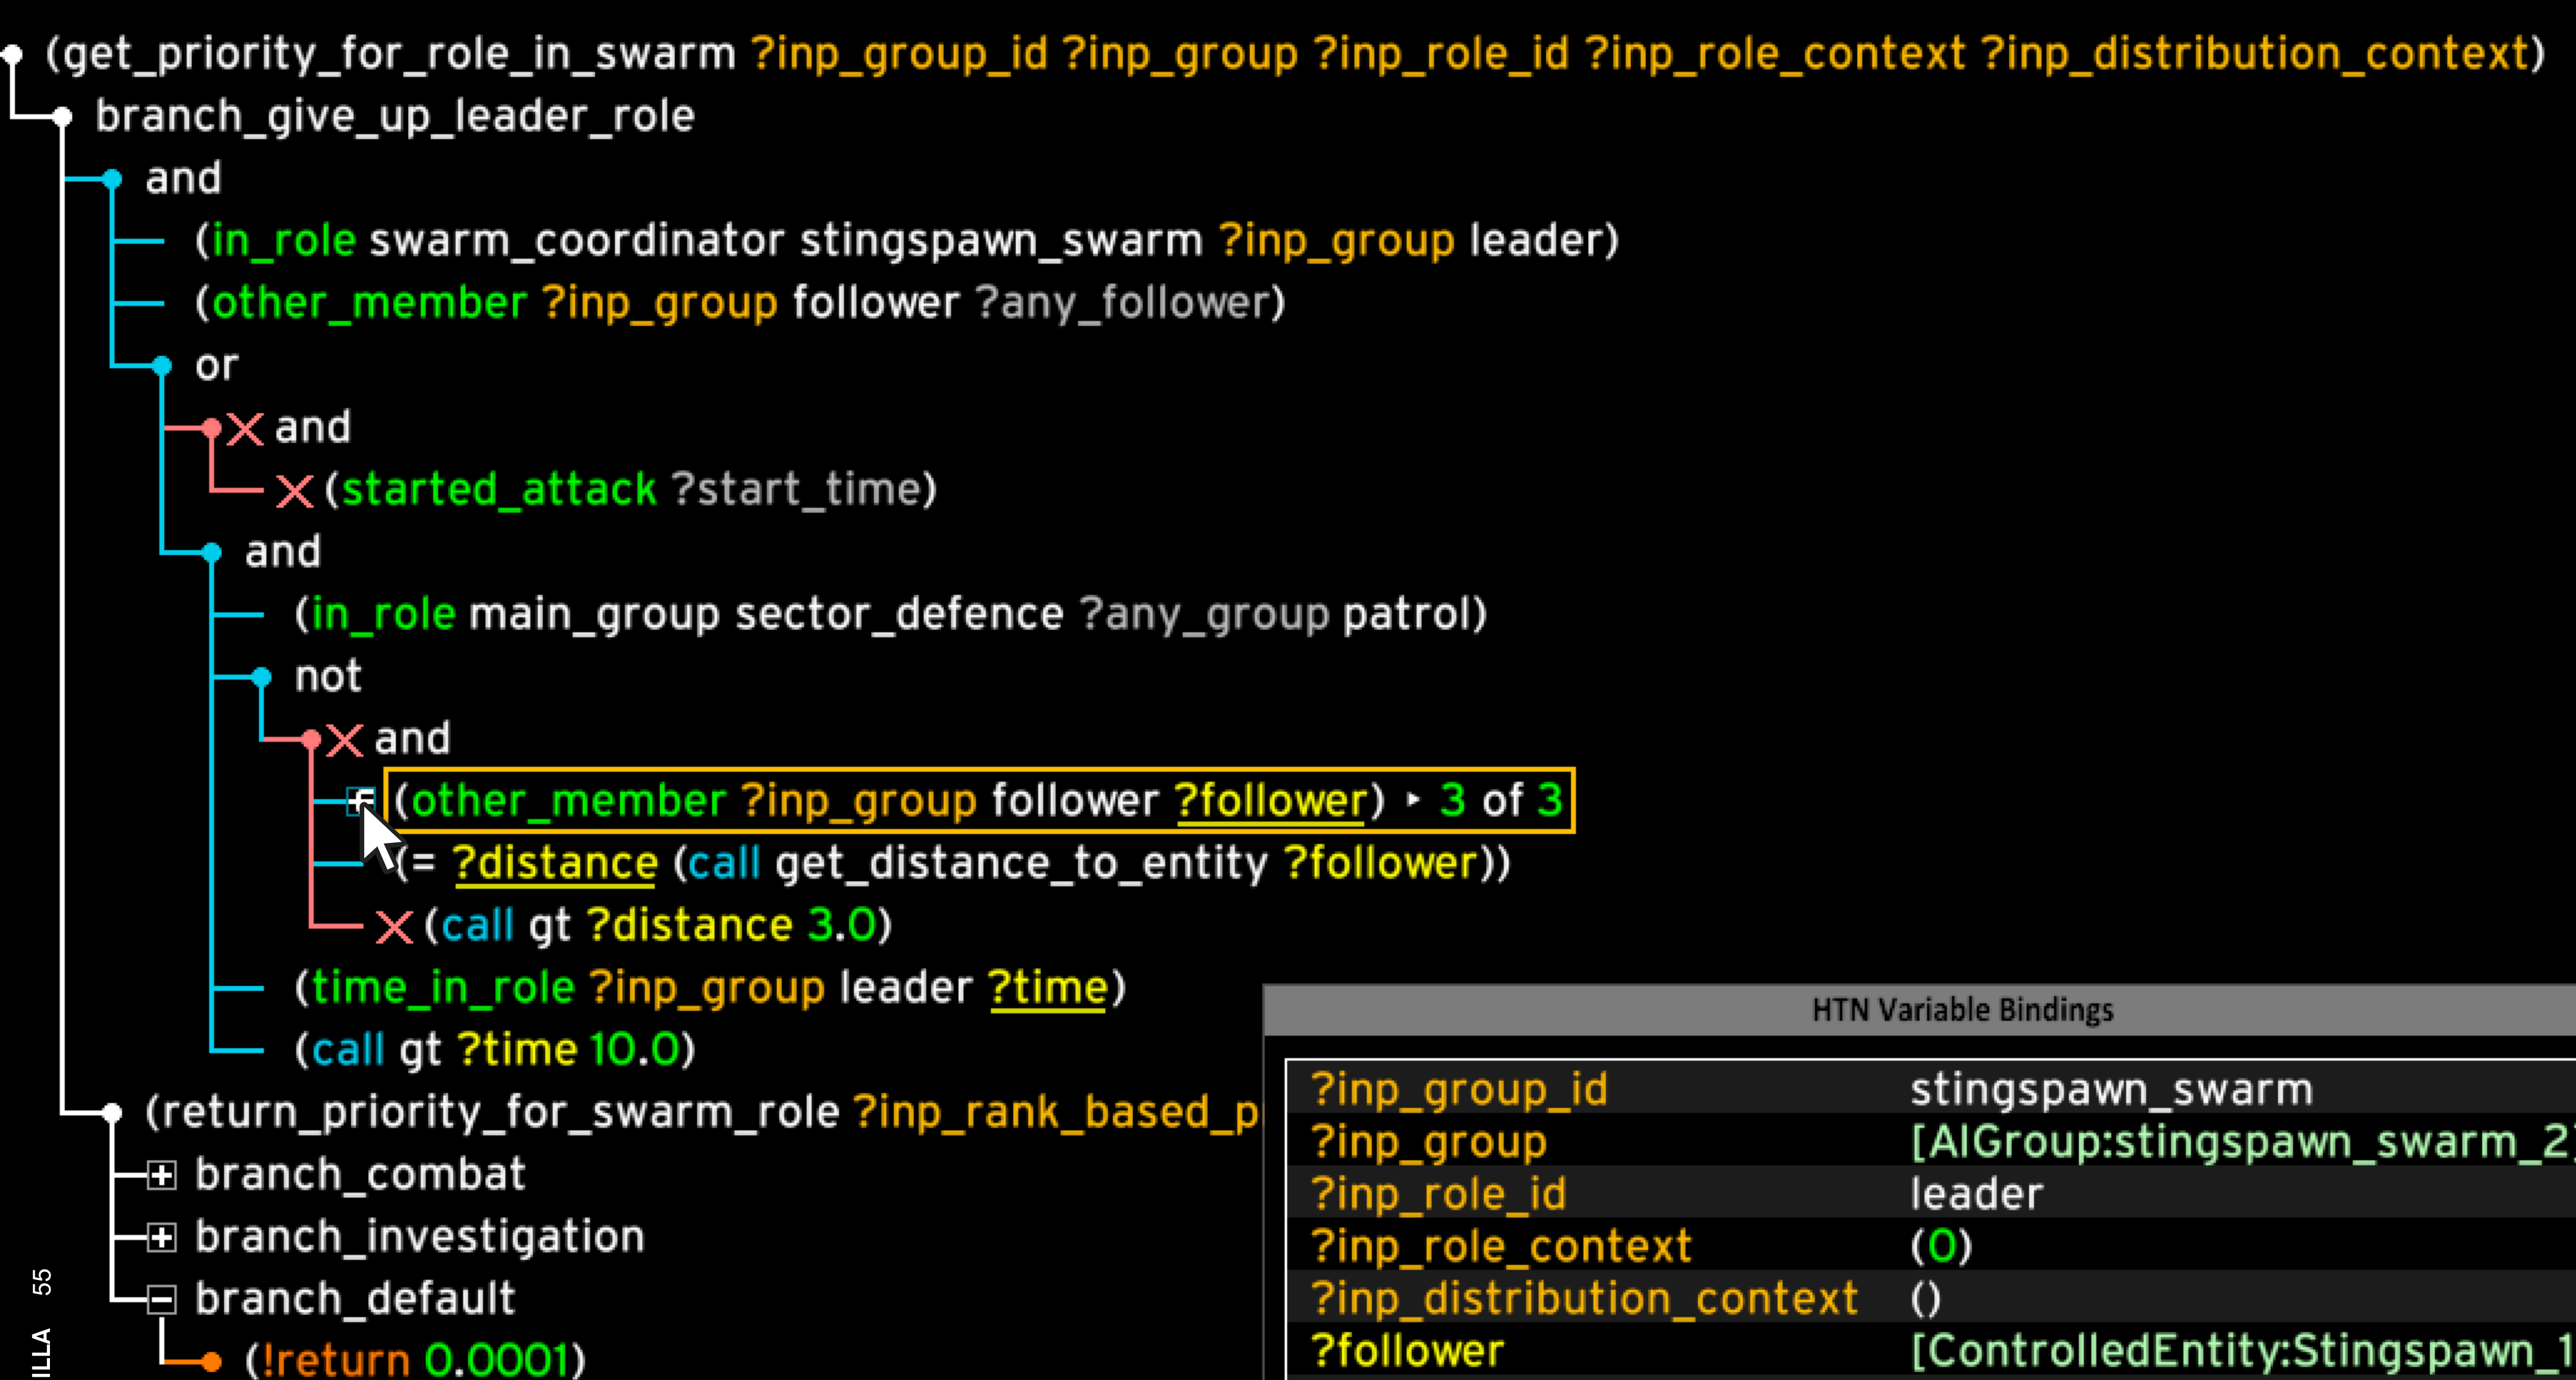 (get_priority_for_role_in_swarm ?inp_group_id ?inp_group ?inp_role_id ?inp_role_context ?inp_distribution_context)
branch_give_up_leader_role
and
(in_role swarm_coordinator stingspawn_swarm ?inp_group leader)
(other_member ?inp_group follower ?any_follower)
or
and
(started_attack ?start_time)
and
(in_role main_group sector_defence ?any_group patrol)
not
and
(other_member ?inp_group follower ?follower) ▸ 3 of 3
(= ?distance (call get_distance_to_entity ?follower))
(call gt ?distance 3.0)
(time_in_role ?inp_group leader ?time)
(call gt ?time 10.0)
(return_priority_for_swarm_role ?inp_rank_based_p
branch_combat
branch_investigation
branch_default
(!return 0.0001)
HTN Variable Bindings
?inp_group_id stingspawn_swarm
?inp_group [AIGroup:stingspawn_swarm_2]
?inp_role_id leader
?inp_role_context (0)
?inp_distribution_context ()
?follower [ControlledEntity:Stingspawn_1
ILLA 55